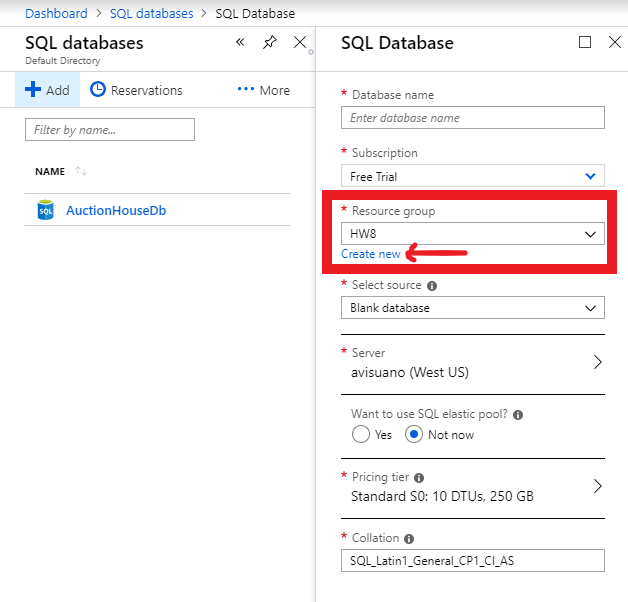 Dashboard > SQL databases > SQL Database
SQL databases
Default Directory
Add Reservations More
Filter by name...
NAME
AuctionHouseDb
SQL
SQL Database
* Database name
Enter database name
* Subscription
Free Trial
* Resource group
HW8
Create new
* Select source
Blank database
* Server
avisuano (West US)
Want to use SQL elastic pool?
Yes Not now
* Pricing tier
Standard S0: 10 DTUs, 250 GB
* Collation
SQL_Latin1_General_CP1_CI_AS